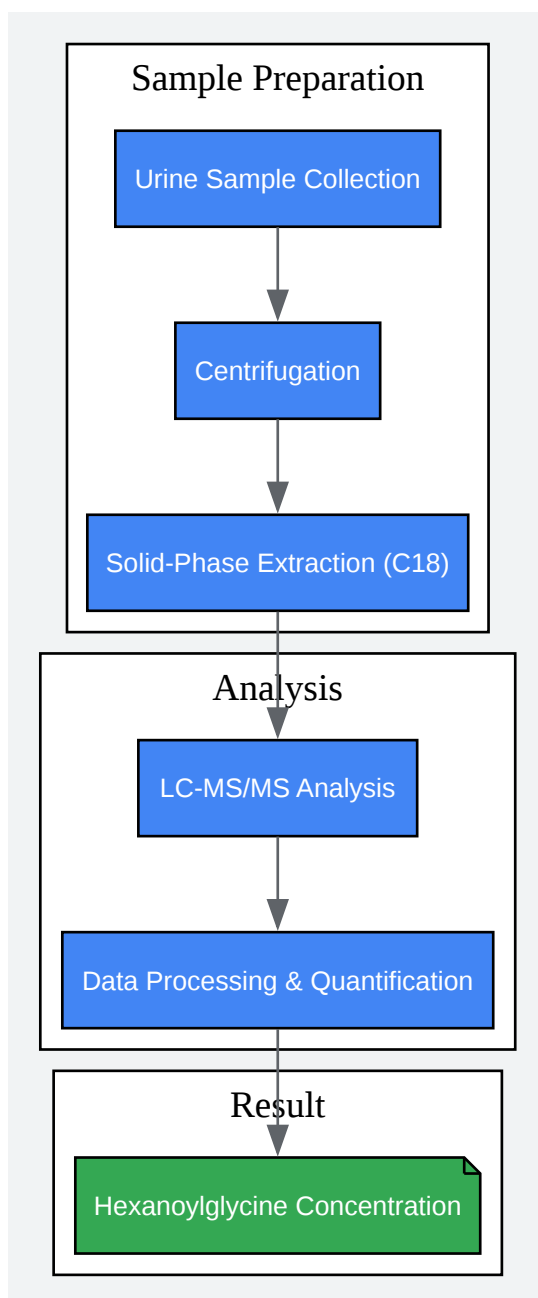 Sample Preparation
Urine Sample Collection
Centrifugation
Solid-Phase Extraction (C18)
Analysis
LC-MS/MS Analysis
Data Processing & Quantification
Result
Hexanoylglycine Concentration